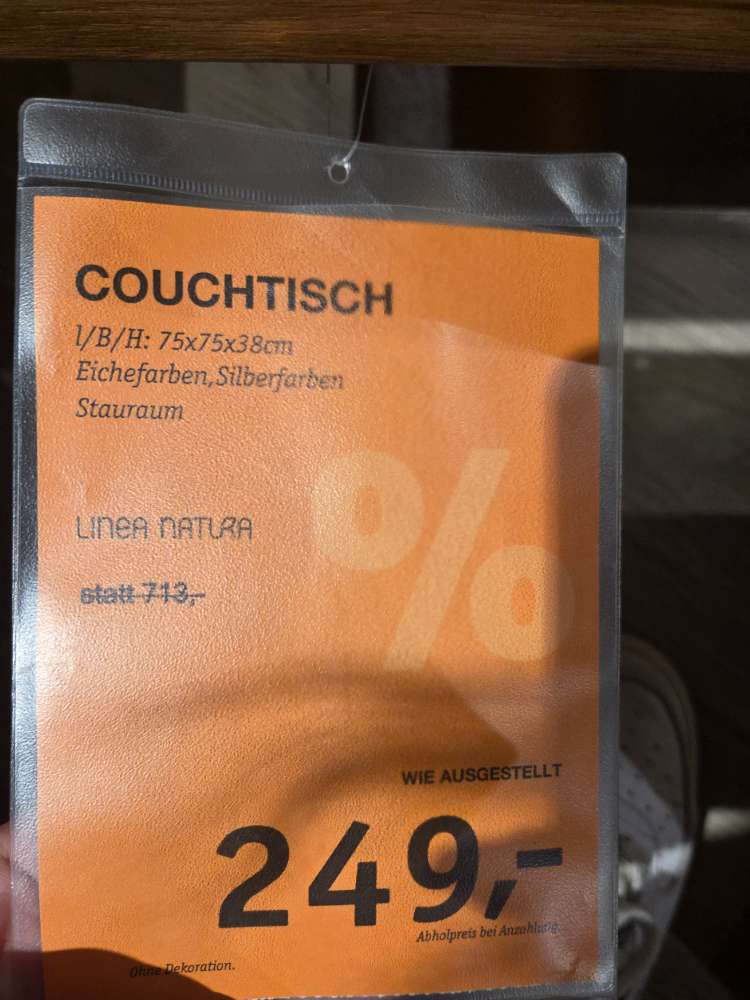 COUCHTISCH
l/B/H: 75x75x38cm
Eichefarben,Silberfarben
Stauraum
%
LINEA NATURA
statt 713,-
WIE AUSGESTELLT
249,-
Abholpreis bei Anzahlung.
Ohne Dekoration.